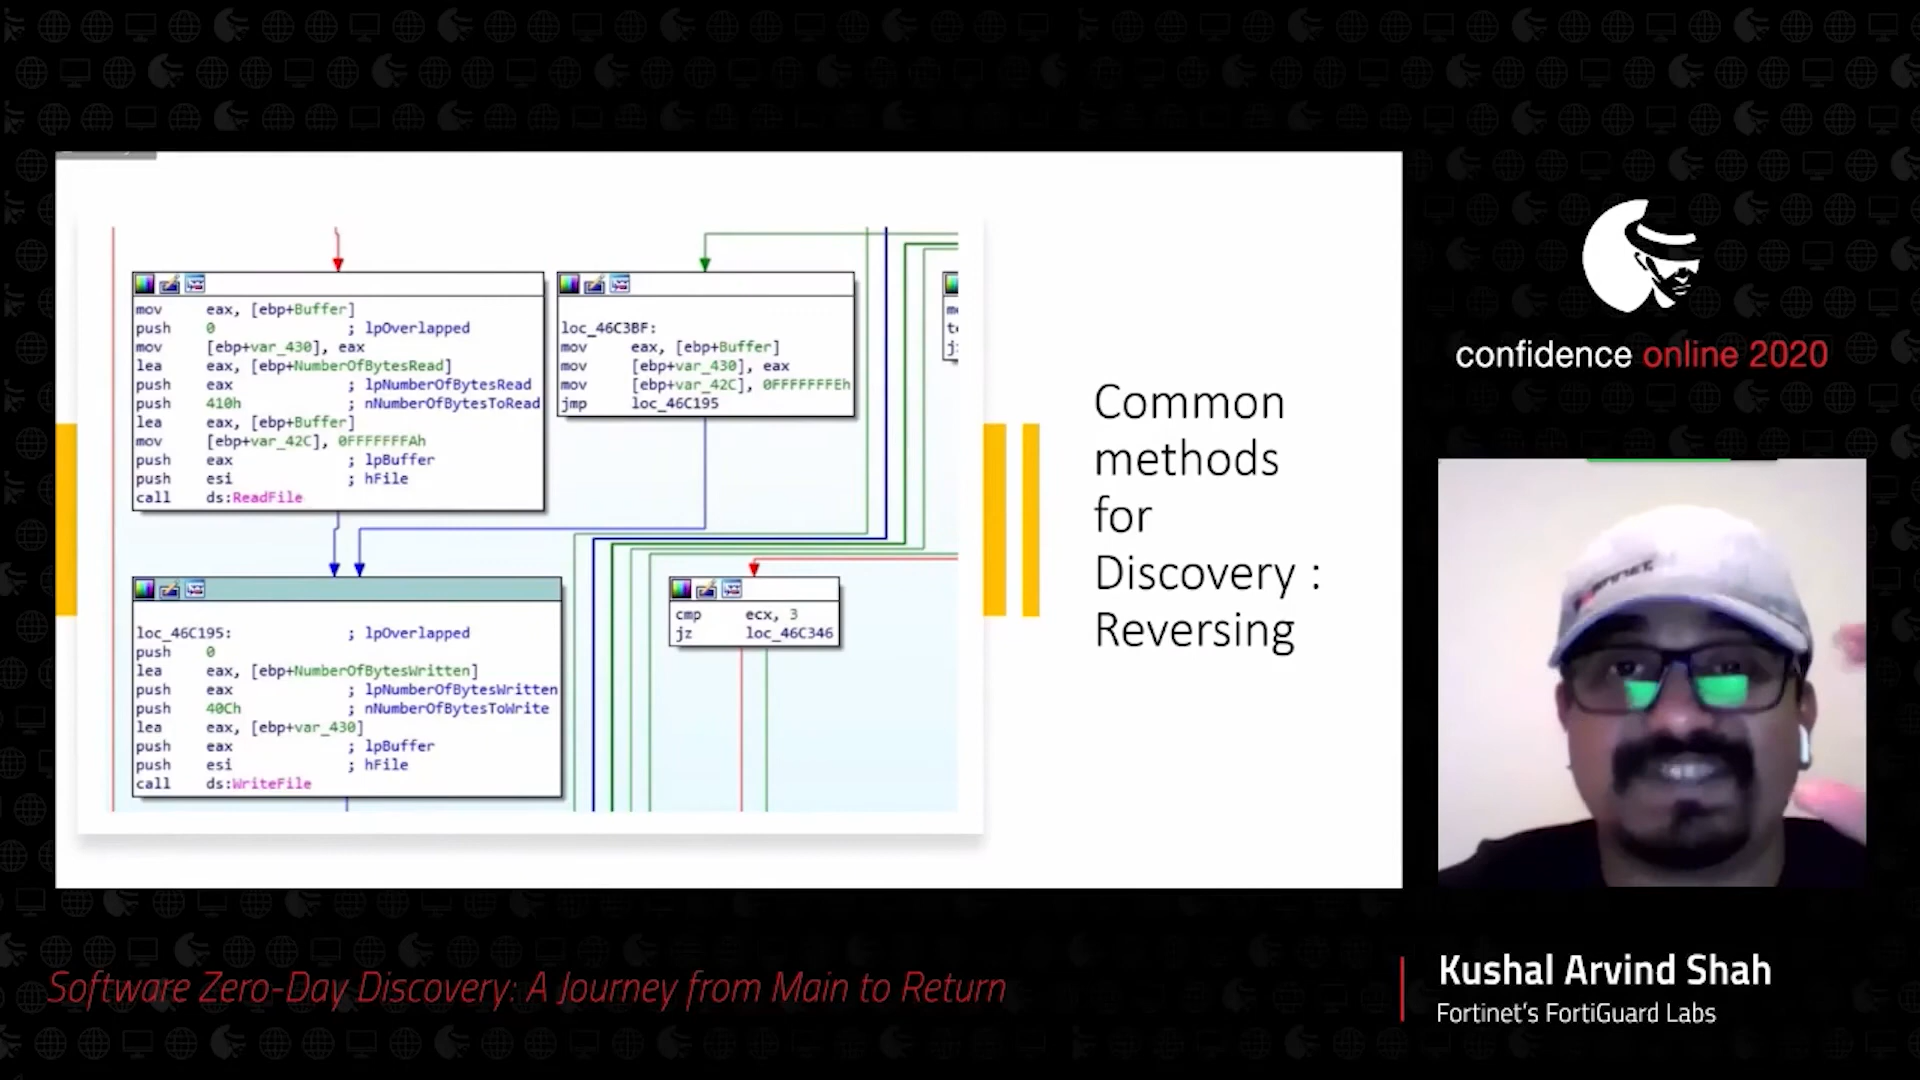 mov eax, [ebp+Buffer]
push 0 ; lpOverlapped
mov [ebp+var_430], eax
lea eax, [ebp+NumberOfBytesRead]
push eax ; lpNumberOfBytesRead
push 410h ; nNumberOfBytesToRead
lea eax, [ebp+Buffer]
mov [ebp+var_42C], 0FFFFFFFAh
push eax ; lpBuffer
push esi ; hFile
call ds:ReadFile
loc_46C3BF:
mov eax, [ebp+Buffer]
mov [ebp+var_430], eax
mov [ebp+var_42C], 0FFFFFFFEh
jmp loc_46C195
loc_46C195: ; lpOverlapped
push 0
lea eax, [ebp+NumberOfBytesWritten]
push eax ; lpNumberOfBytesWritten
push 40Ch ; nNumberOfBytesToWrite
lea eax, [ebp+var_430]
push eax ; lpBuffer
push esi ; hFile
call ds:WriteFile
cmp ecx, 3
jz loc_46C346
Common
methods
for
Discovery :
Reversing
confidence online 2020
Software Zero-Day Discovery: A Journey from Main to Return
Kushal Arvind Shah
Fortinet's FortiGuard Labs